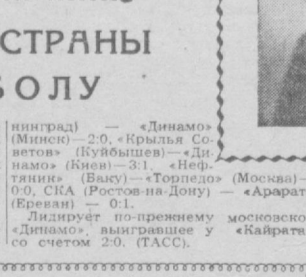 СТРАНЫ
БОЛУ
нинград) — «Динамо»
(Минск)—2:0, «Крылья Со-
ветов» (Куйбышев)—«Ди-
намо» (Киев)—3:1, «Неф-
тяник» (Баку)—«Торпедо» (Москва)—
0:0, СКА (Ростов-на-Дону) — «Арарат
(Ереван) — 0:1.
Лидирует по-прежнему московско
«Динамо», выигравшее у «Кайрата
со счетом 2:0. (ТАСС).